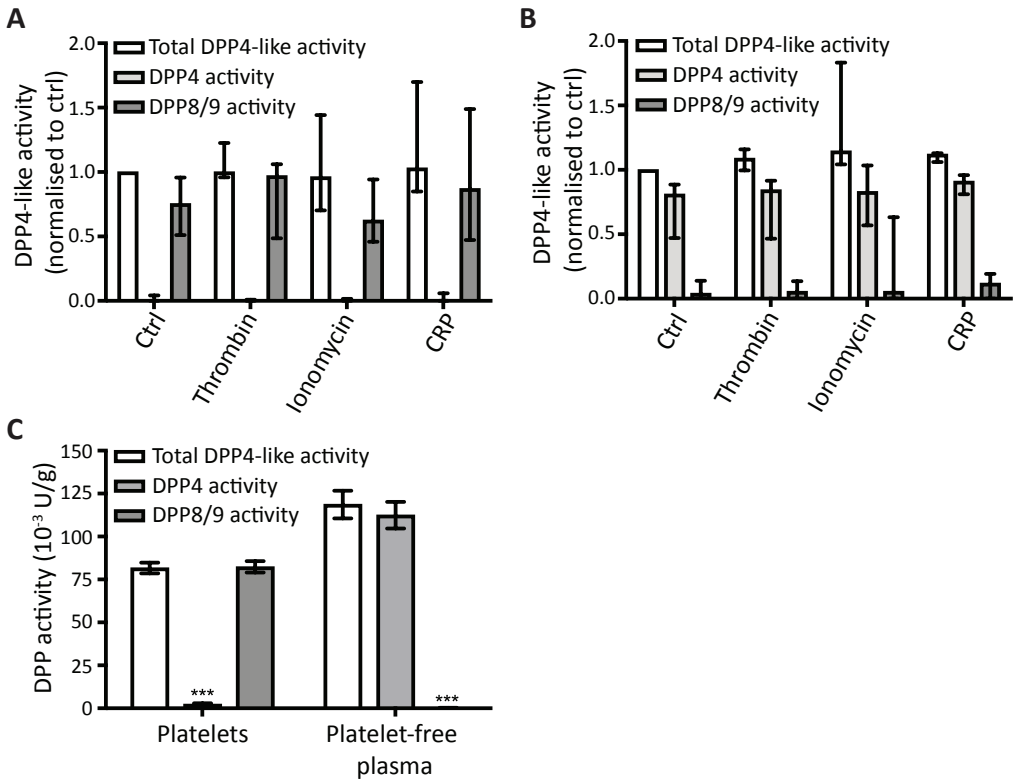 A
DPP4-like activity
(normalised to ctrl)
2.0
1.5
1.0
0.5
0.0
Total DPP4-like activity
DPP4 activity
DPP8/9 activity
Ctrl
Thrombin
Ionomycin
CRP
B
DPP4-like activity
(normalised to ctrl)
2.0
1.5
1.0
0.5
0.0
Total DPP4-like activity
DPP4 activity
DPP8/9 activity
Ctrl
Thrombin
Ionomycin
CRP
C
DPP activity (10⁻³ U/g)
150
125
100
75
50
25
0
Total DPP4-like activity
DPP4 activity
DPP8/9 activity
***
***
Platelets
Platelet-free
plasma